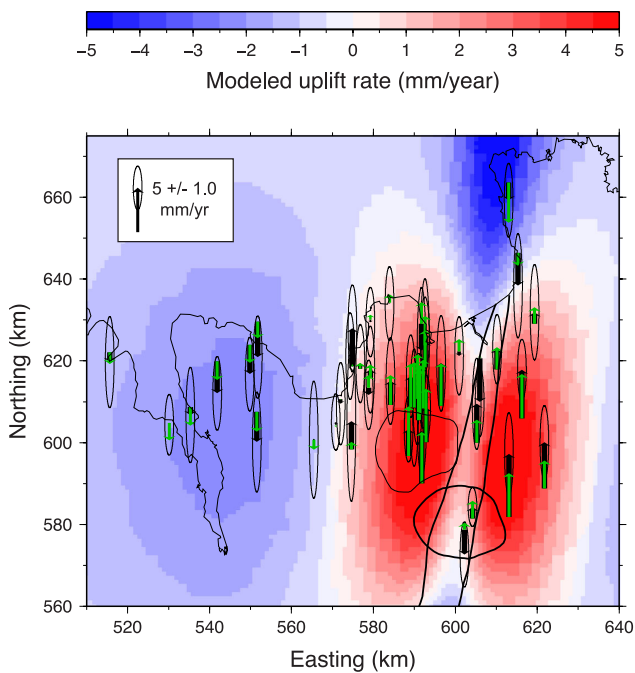 −5 −4 −3 −2 −1 0 1 2 3 4 5
Modeled uplift rate (mm/year)
5 +/- 1.0
mm/yr
660
640
620
600
580
560
Northing (km)
520 540 560 580 600 620 640
Easting (km)